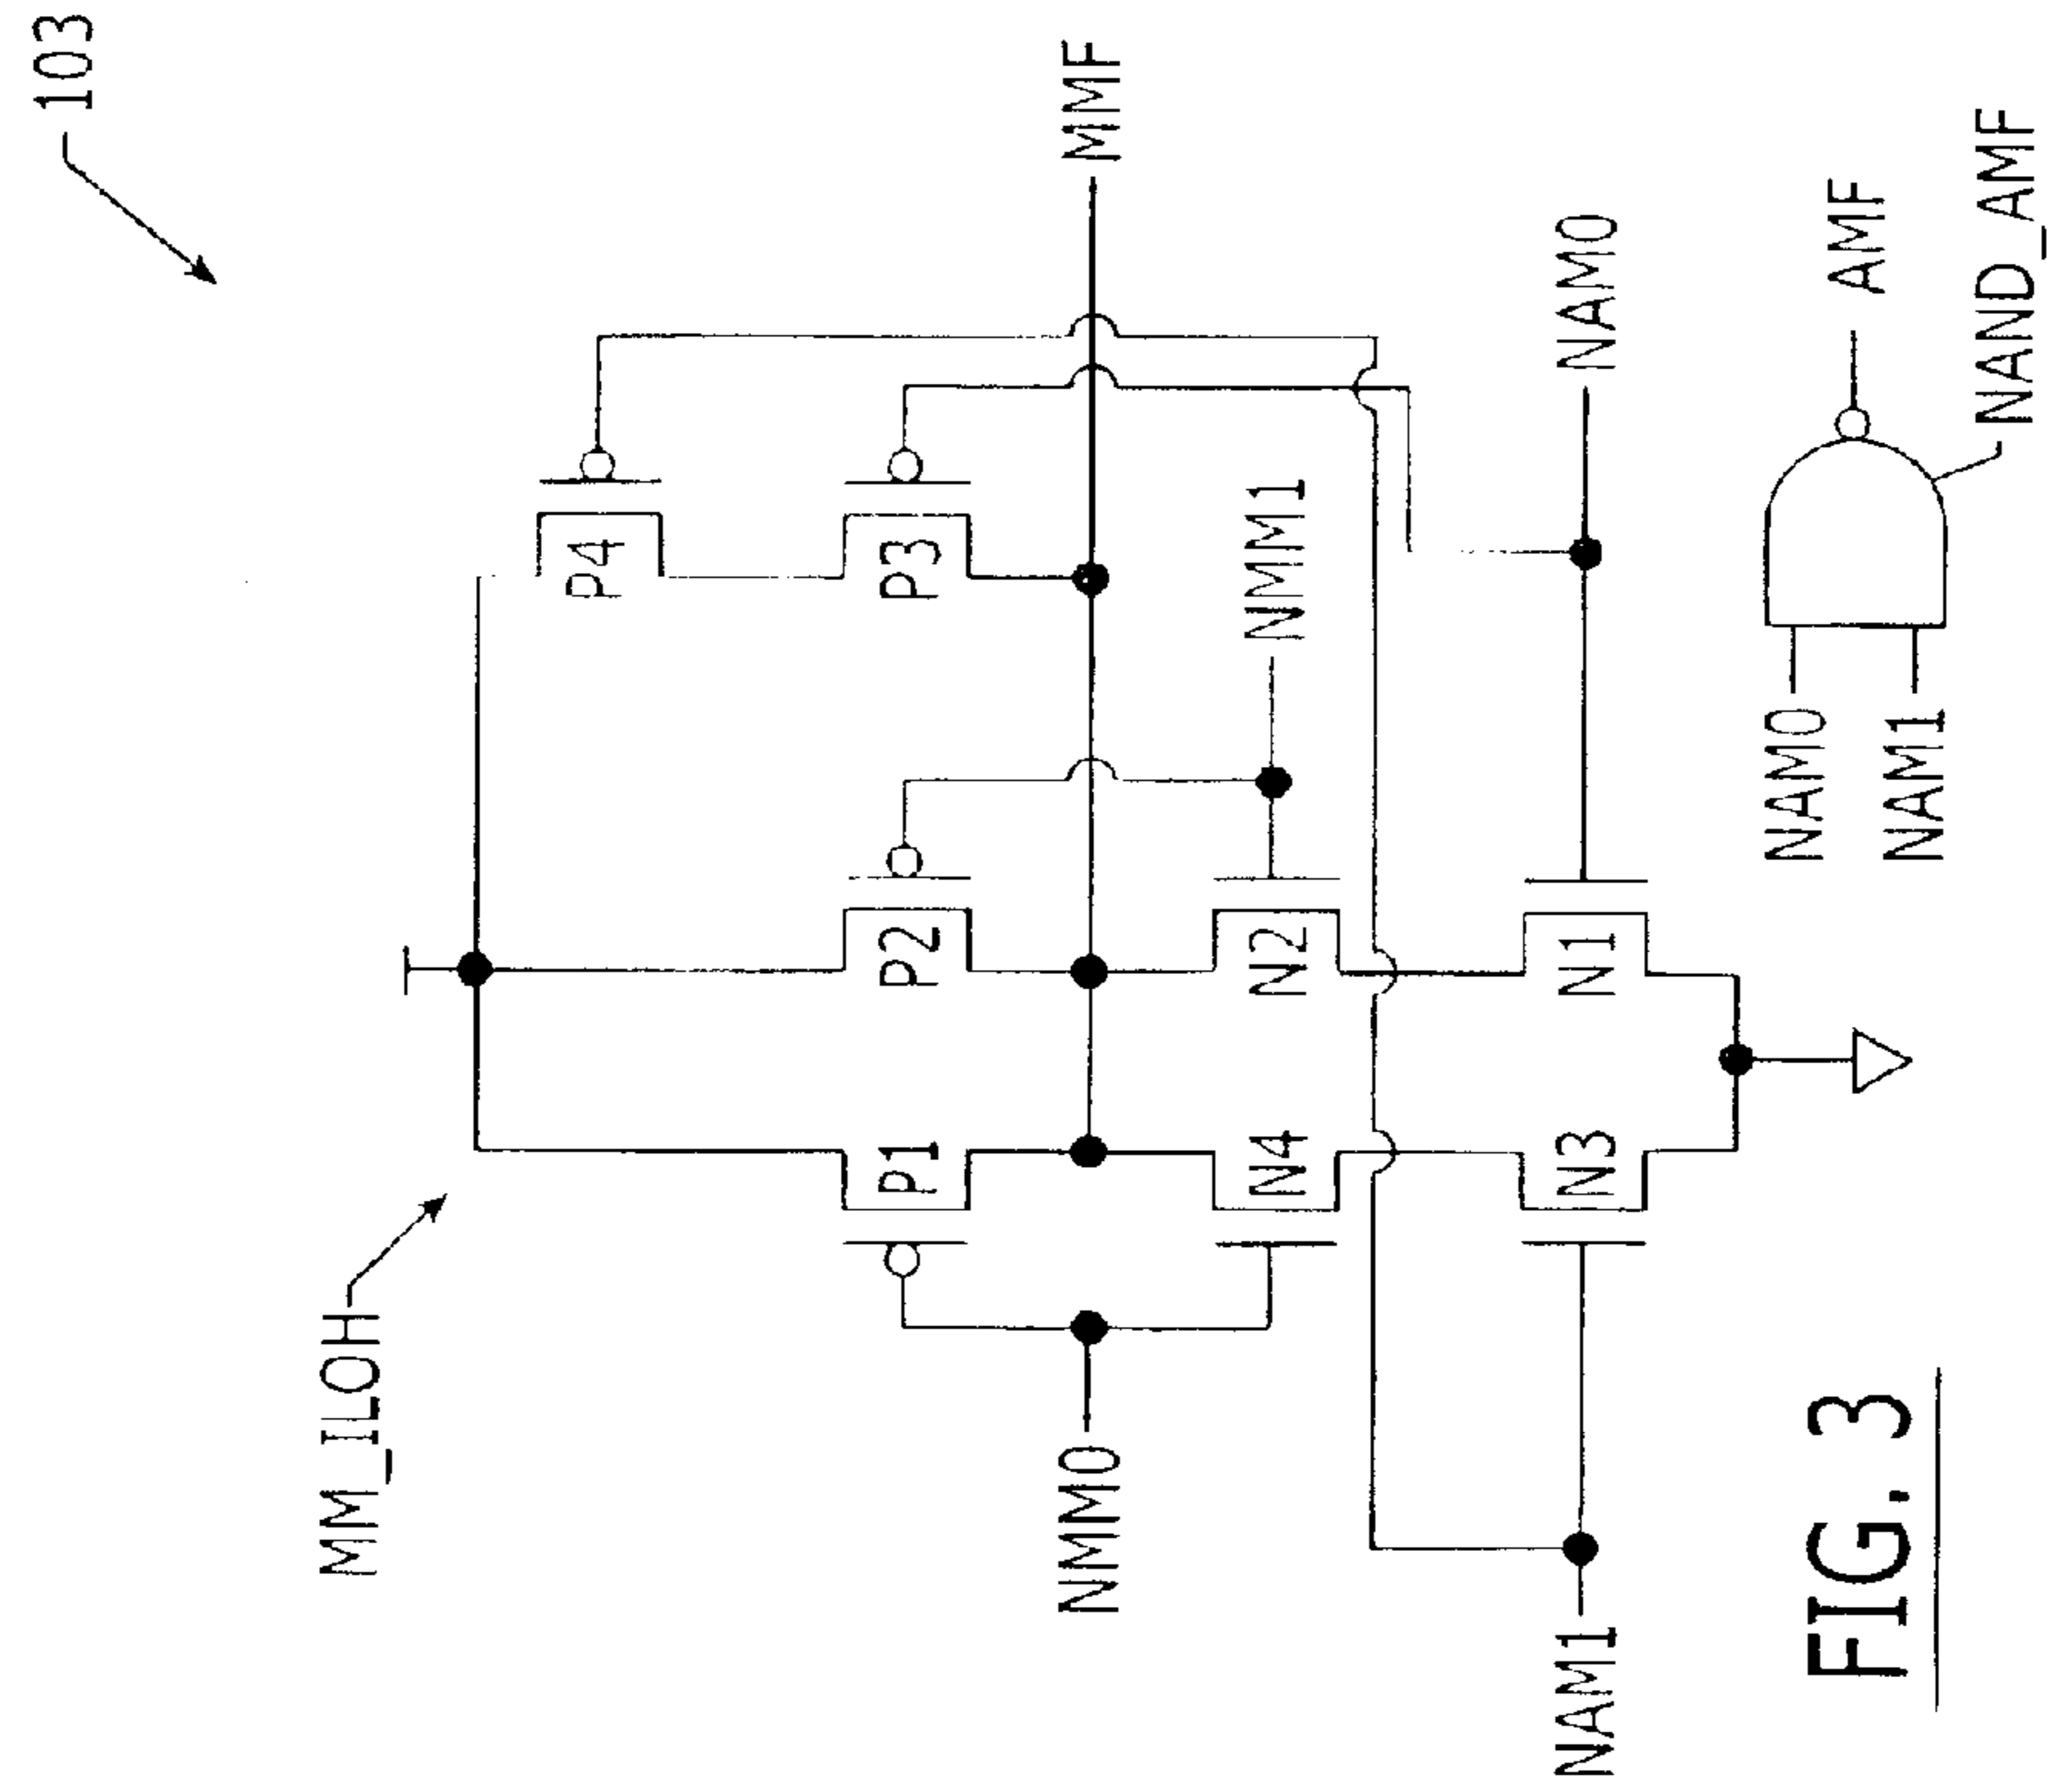 103
MM_ILOH
P4
P3
P2
P1
MMF
NMM0
NMM1
N4
N2
NAM1
N3
N1
NAM0
NAM0
NAM1
AMF
NAND_AMF
FIG. 3